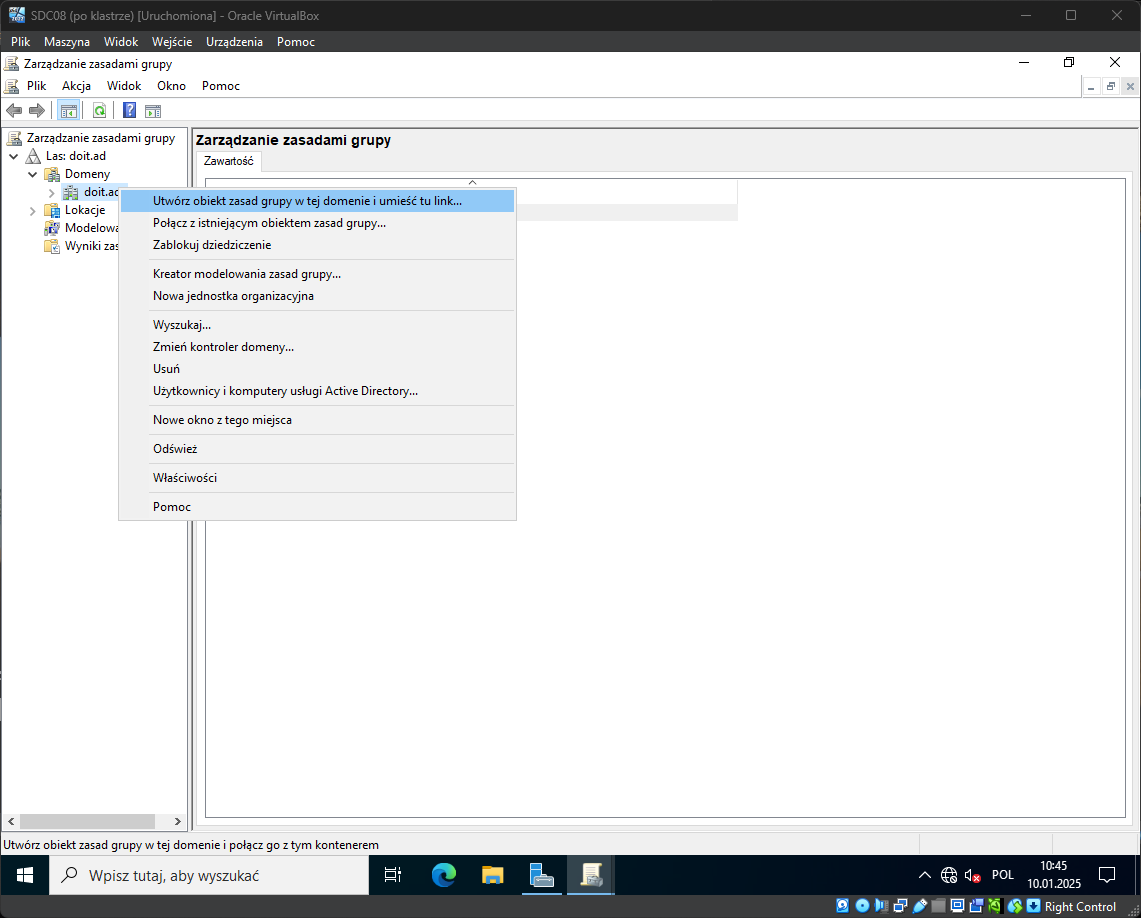 SDC08 (po klastrze) [Uruchomiona] - Oracle VirtualBox
Plik Maszyna Widok Wejście Urządzenia Pomoc
Zarządzanie zasadami grupy
Plik Akcja Widok Okno Pomoc
Zarządzanie zasadami grupy
Las: doit.ad
Domeny
doit.ad
Lokacje
Modelowa
Wyniki zas
Zarządzanie zasadami grupy
Zawartość
Utwórz obiekt zasad grupy w tej domenie i umieść tu link...
Połącz z istniejącym obiektem zasad grupy...
Zablokuj dziedziczenie
Kreator modelowania zasad grupy...
Nowa jednostka organizacyjna
Wyszukaj...
Zmień kontroler domeny...
Usuń
Użytkownicy i komputery usługi Active Directory...
Nowe okno z tego miejsca
Odśwież
Właściwości
Pomoc
Utwórz obiekt zasad grupy w tej domenie i połącz go z tym kontenerem
Wpisz tutaj, aby wyszukać
POL
10:45
10.01.2025
Right Control